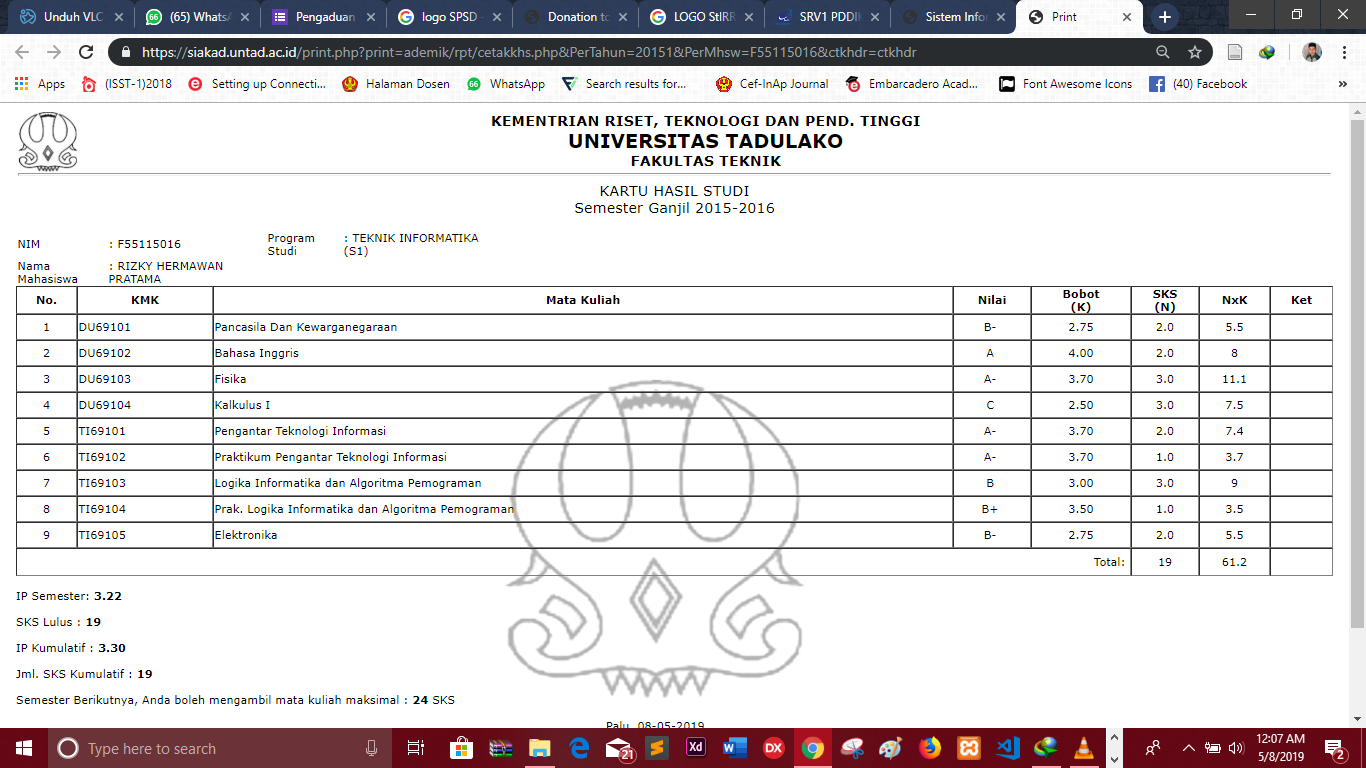 Unduh VLC
(65) WhatsA
Pengaduan
logo SPSD -
Donation to
LOGO StIRR
SRV1 PDDIK
Sistem Infor
Print
https://siakad.untad.ac.id/print.php?print=ademik/rpt/cetakkhs.php&PerTahun=20151&PerMhsw=F55115016&ctkhdr=ctkhdr
Apps
(ISST-1)2018
Setting up Connecti...
Halaman Dosen
66 WhatsApp
Search results for...
Cef-InAp Journal
Embarcadero Acad...
Font Awesome Icons
(40) Facebook
KEMENTRIAN RISET, TEKNOLOGI DAN PEND. TINGGI
UNIVERSITAS TADULAKO
FAKULTAS TEKNIK
KARTU HASIL STUDI
Semester Ganjil 2015-2016
NIM : F55115016 Program Studi : TEKNIK INFORMATIKA (S1)
Nama Mahasiswa : RIZKY HERMAWAN PRATAMA
No. KMK Mata Kuliah Nilai Bobot (K) SKS (N) NxK Ket
1 DU69101 Pancasila Dan Kewarganegaraan B- 2.75 2.0 5.5
2 DU69102 Bahasa Inggris A 4.00 2.0 8
3 DU69103 Fisika A- 3.70 3.0 11.1
4 DU69104 Kalkulus I C 2.50 3.0 7.5
5 TI69101 Pengantar Teknologi Informasi A- 3.70 2.0 7.4
6 TI69102 Praktikum Pengantar Teknologi Informasi A- 3.70 1.0 3.7
7 TI69103 Logika Informatika dan Algoritma Pemograman B 3.00 3.0 9
8 TI69104 Prak. Logika Informatika dan Algoritma Pemograman B+ 3.50 1.0 3.5
9 TI69105 Elektronika B- 2.75 2.0 5.5
Total: 19 61.2
IP Semester: 3.22
SKS Lulus : 19
IP Kumulatif : 3.30
Jml. SKS Kumulatif : 19
Semester Berikutnya, Anda boleh mengambil mata kuliah maksimal : 24 SKS
Palu, 08-05-2019
Type here to search
21
Xd
DX
12:07 AM
5/8/2019
2